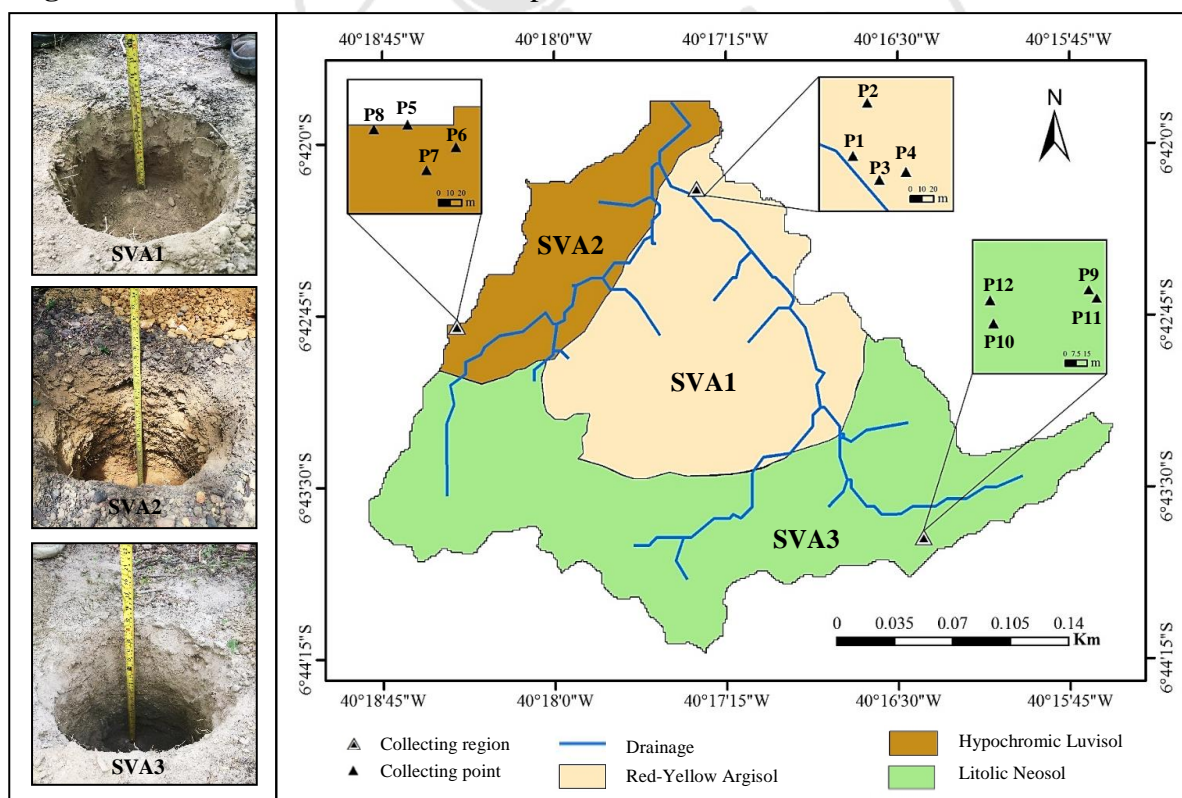 SVA1
SVA2
SVA3
40°18'45"W 40°18'0"W 40°17'15"W 40°16'30"W 40°15'45"W
6°42'0"S
6°42'45"S
6°43'30"S
6°44'15"S
6°42'0"S
6°42'45"S
6°43'30"S
6°44'15"S
P8
P5
P6
P7
0 10 20
m
P2
P1
P3
P4
0 10 20
m
N
P12
P9
P11
P10
0 7.5 15
m
SVA2
SVA1
SVA3
0 0.035 0.07 0.105 0.14
Km
40°18'45"W 40°18'0"W 40°17'15"W 40°16'30"W 40°15'45"W
Collecting region
Drainage
Hypochromic Luvisol
Collecting point
Red-Yellow Argisol
Litolic Neosol